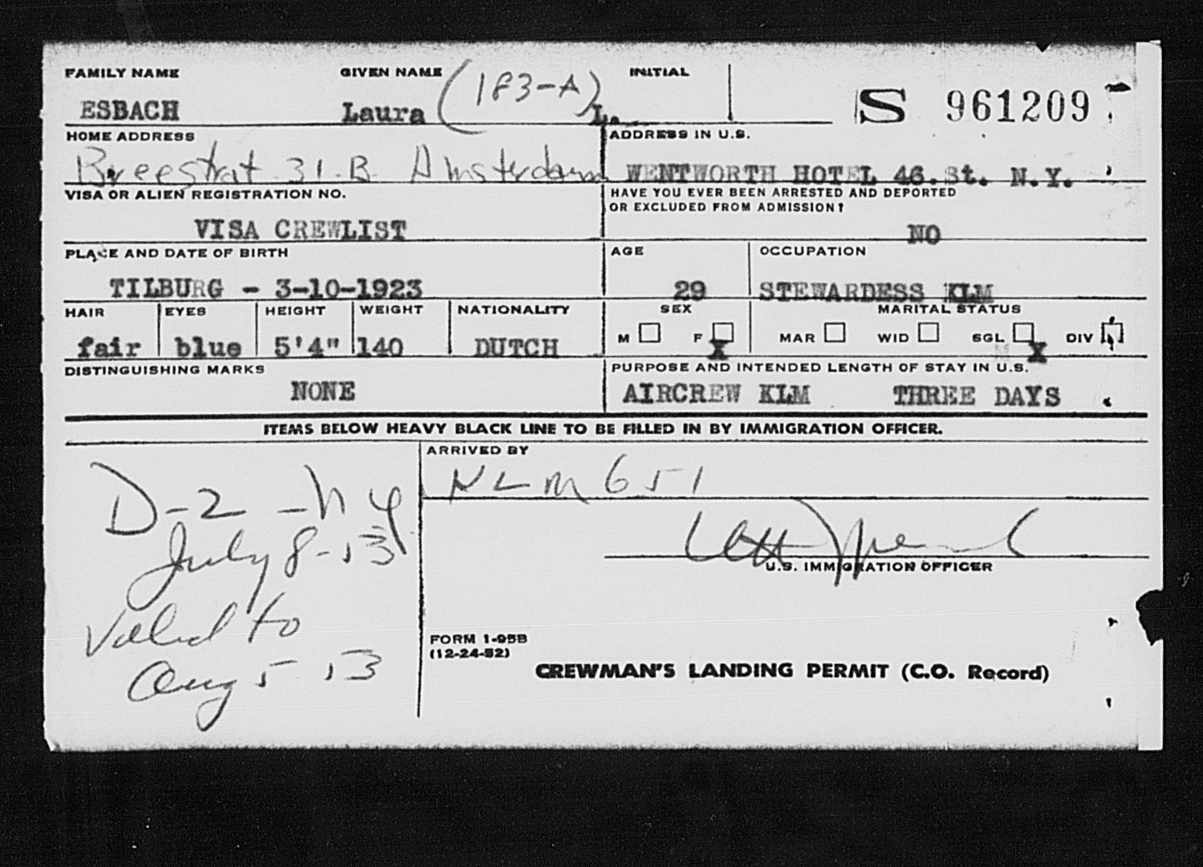 FAMILY NAME GIVEN NAME (183-A) INITIAL
ESBACH Laura L. S 961209
HOME ADDRESS ADDRESS IN U.S.
Breestrat 31.B. Amsterdam WENTWORTH HOTEL 46.St. N.Y.
VISA OR ALIEN REGISTRATION NO. HAVE YOU EVER BEEN ARRESTED AND DEPORTED
OR EXCLUDED FROM ADMISSION?
VISA CREWLIST NO
PLACE AND DATE OF BIRTH AGE OCCUPATION
TILBURG - 3-10-1923 29 STEWARDESS KLM
HAIR EYES HEIGHT WEIGHT NATIONALITY SEX MARITAL STATUS
fair blue 5'4" 140 DUTCH M F X MAR WID SGL X DIV
DISTINGUISHING MARKS PURPOSE AND INTENDED LENGTH OF STAY IN U.S.
NONE AIRCREW KLM THREE DAYS
ITEMS BELOW HEAVY BLACK LINE TO BE FILLED IN BY IMMIGRATION OFFICER.
ARRIVED BY
KLM 651
D-2 - NY
July 8-53
Valid to
Aug 5 53
U.S. IMMIGRATION OFFICER
FORM I-95B
(12-24-52)
CREWMAN'S LANDING PERMIT (C.O. Record)